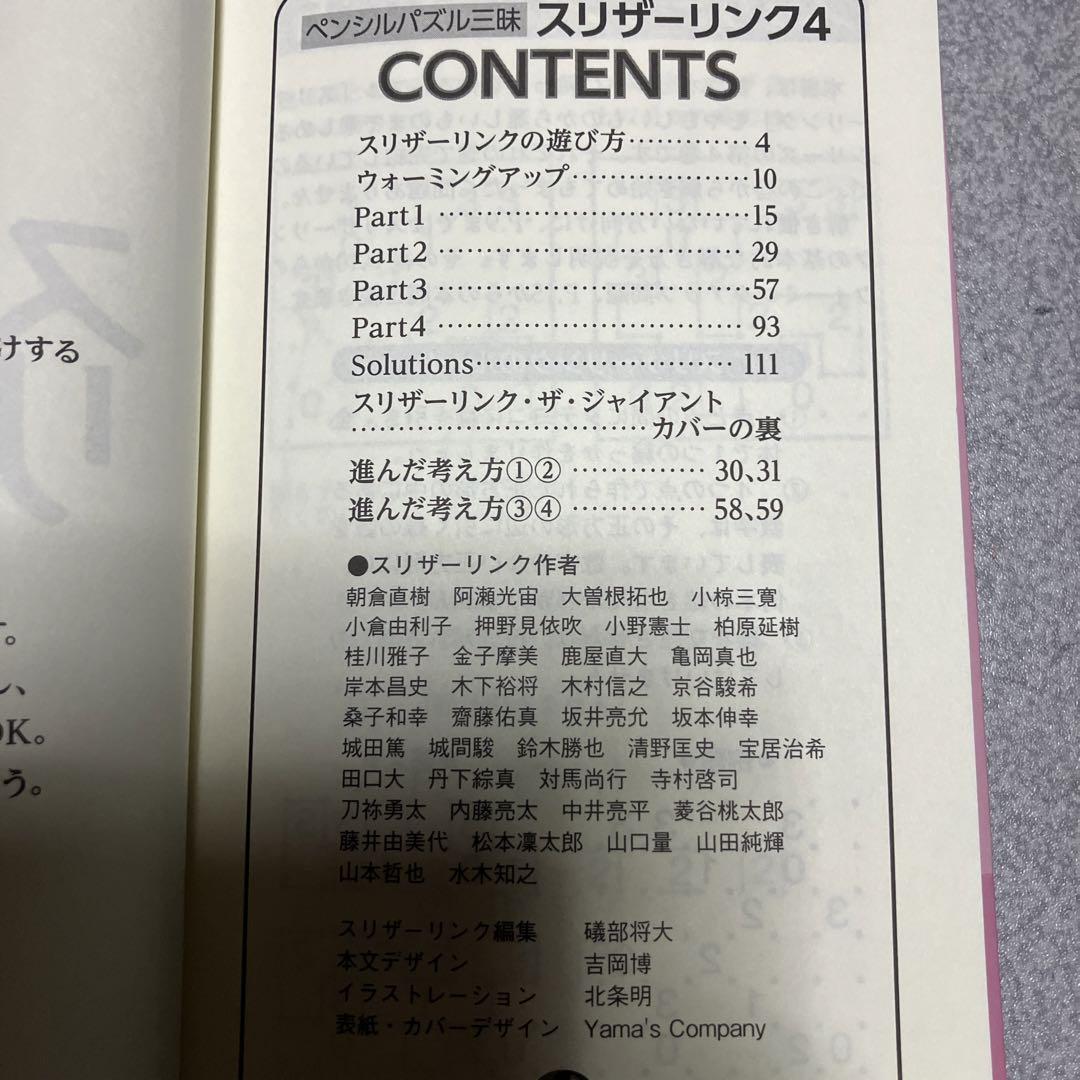 ペンシルパズル三昧 スリザーリンク4
CONTENTS
スリザーリンクの遊び方…………4
ウォーミングアップ………………10
Part1 …………………………15
Part2 …………………………29
Part3 …………………………57
Part4 …………………………93
Solutions……………………111
スリザーリンク・ザ・ジャイアント
…………………………カバーの裏
進んだ考え方①② …………30、31
進んだ考え方③④ …………58、59
●スリザーリンク作者
朝倉直樹 阿瀬光宙 大曽根拓也 小椋三寛
小倉由利子 押野見依吹 小野憲士 柏原延樹
桂川雅子 金子摩美 鹿屋直大 亀岡真也
岸本昌史 木下裕将 木村信之 京谷駿希
桑子和幸 齋藤佑真 坂井亮允 坂本伸幸
城田篤 城間駿 鈴木勝也 清野匡史 宝居治希
田口大 丹下綜真 対馬尚行 寺村啓司
刀祢勇太 内藤亮太 中井亮平 菱谷桃太郎
藤井由美代 松本凜太郎 山口量 山田純輝
山本哲也 水木知之
スリザーリンク編集 礒部将大
本文デザイン 吉岡博
イラストレーション 北条明
表紙・カバーデザイン Yama's Company
けする
OK。
う。